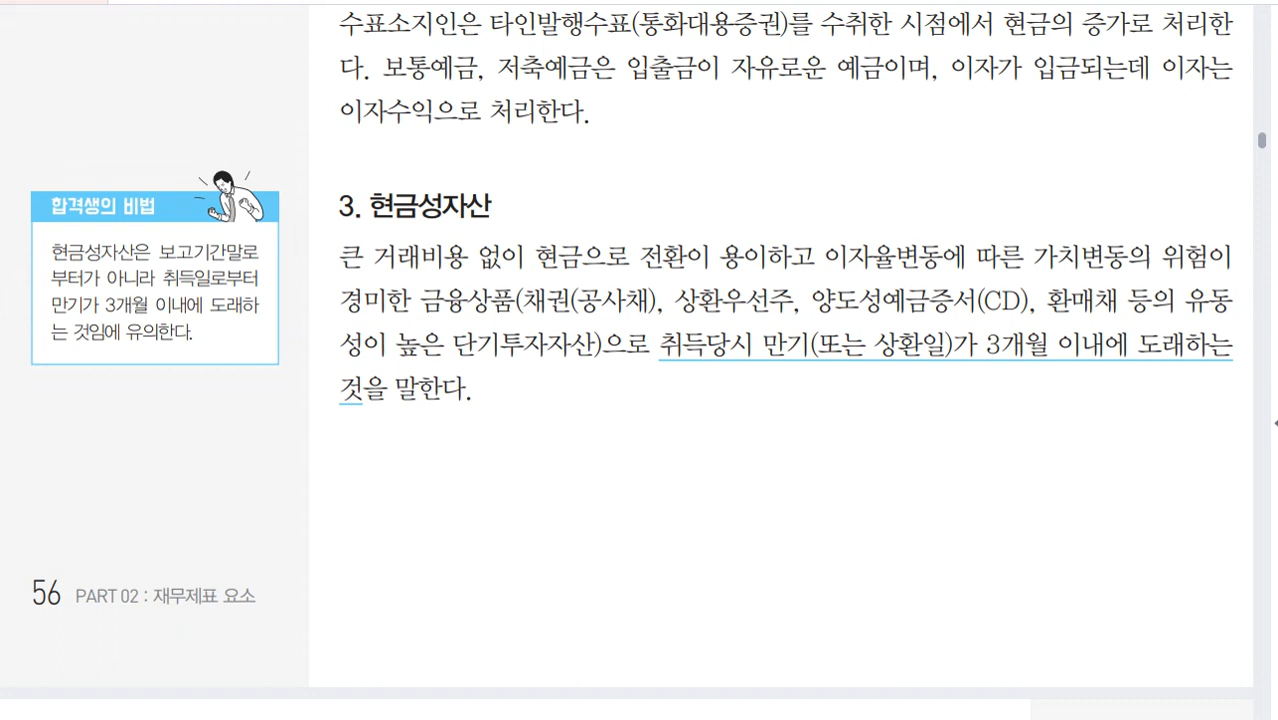 수표소지인은 타인발행수표(통화대용증권)를 수취한 시점에서 현금의 증가로 처리한
다. 보통예금, 저축예금은 입출금이 자유로운 예금이며, 이자가 입금되는데 이자는
이자수익으로 처리한다.
합격생의 비법
현금성자산은 보고기간말로
부터가 아니라 취득일로부터
만기가 3개월 이내에 도래하
는 것임에 유의한다.
3. 현금성자산
큰 거래비용 없이 현금으로 전환이 용이하고 이자율변동에 따른 가치변동의 위험이
경미한 금융상품(채권(공사채), 상환우선주, 양도성예금증서(CD), 환매채 등의 유동
성이 높은 단기투자자산)으로 취득당시 만기(또는 상환일)가 3개월 이내에 도래하는
것을 말한다.
56 PART 02 : 재무제표 요소